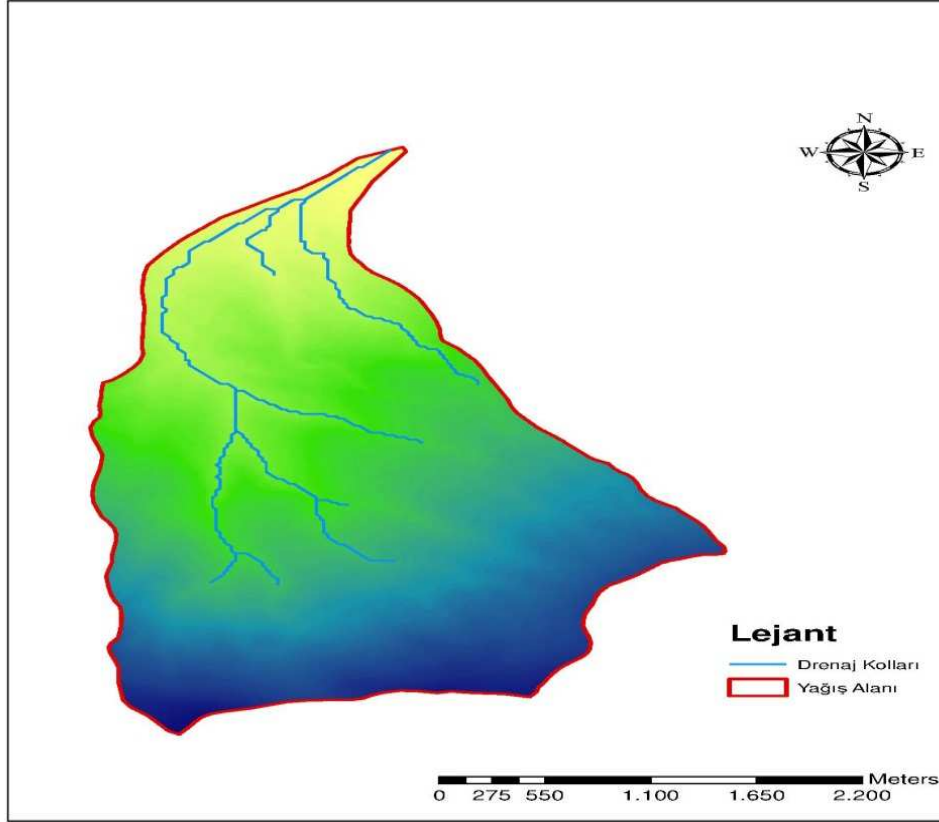 N
W E
S
Lejant
Drenaj Kolları
Yağış Alanı
Meters
0 275 550 1.100 1.650 2.200